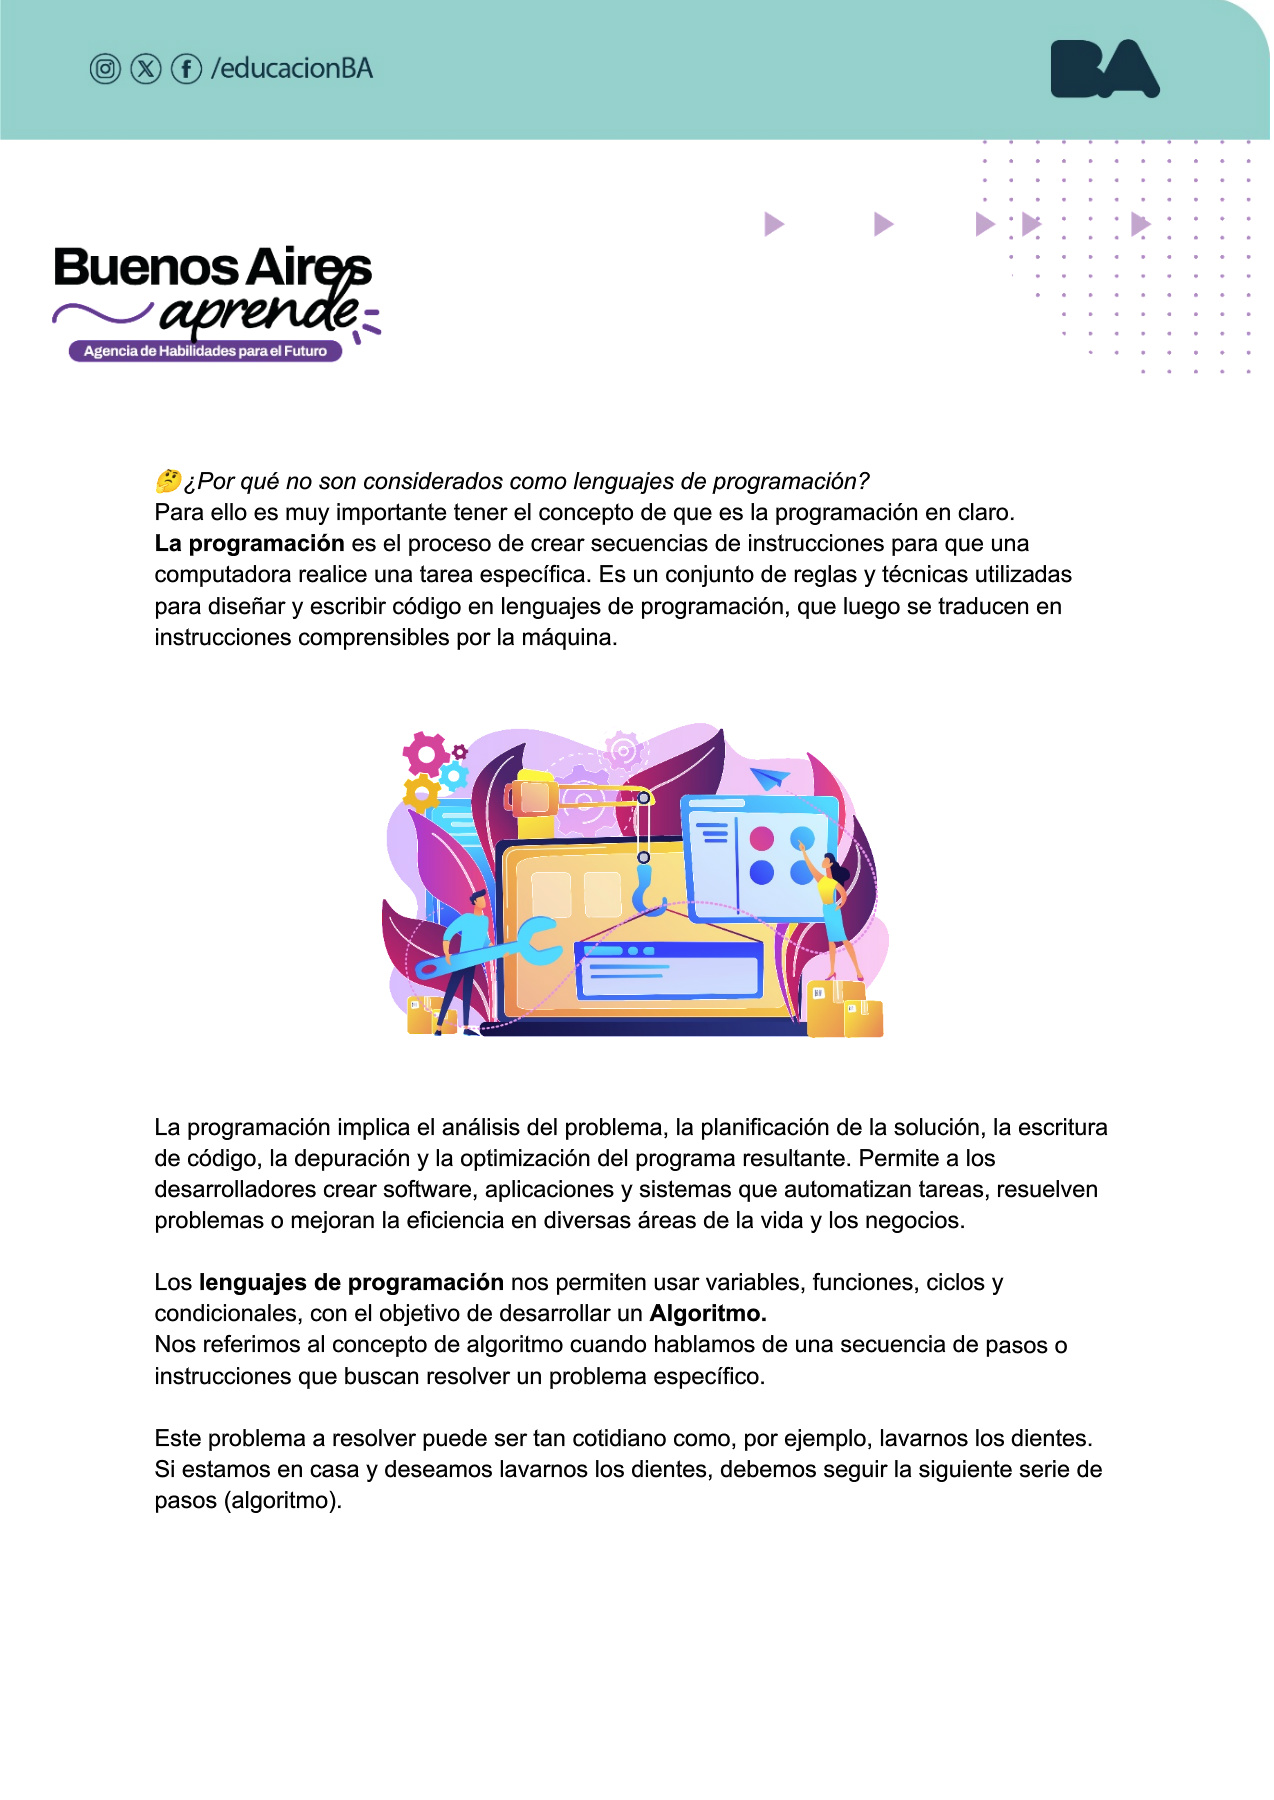 /educacionBA
BA
Buenos Aires
aprende
Agencia de Habilidades para el Futuro
🤔¿Por qué no son considerados como lenguajes de programación?
Para ello es muy importante tener el concepto de que es la programación en claro.
La programación es el proceso de crear secuencias de instrucciones para que una
computadora realice una tarea específica. Es un conjunto de reglas y técnicas utilizadas
para diseñar y escribir código en lenguajes de programación, que luego se traducen en
instrucciones comprensibles por la máquina.
La programación implica el análisis del problema, la planificación de la solución, la escritura
de código, la depuración y la optimización del programa resultante. Permite a los
desarrolladores crear software, aplicaciones y sistemas que automatizan tareas, resuelven
problemas o mejoran la eficiencia en diversas áreas de la vida y los negocios.
Los lenguajes de programación nos permiten usar variables, funciones, ciclos y
condicionales, con el objetivo de desarrollar un Algoritmo.
Nos referimos al concepto de algoritmo cuando hablamos de una secuencia de pasos o
instrucciones que buscan resolver un problema específico.
Este problema a resolver puede ser tan cotidiano como, por ejemplo, lavarnos los dientes.
Si estamos en casa y deseamos lavarnos los dientes, debemos seguir la siguiente serie de
pasos (algoritmo).